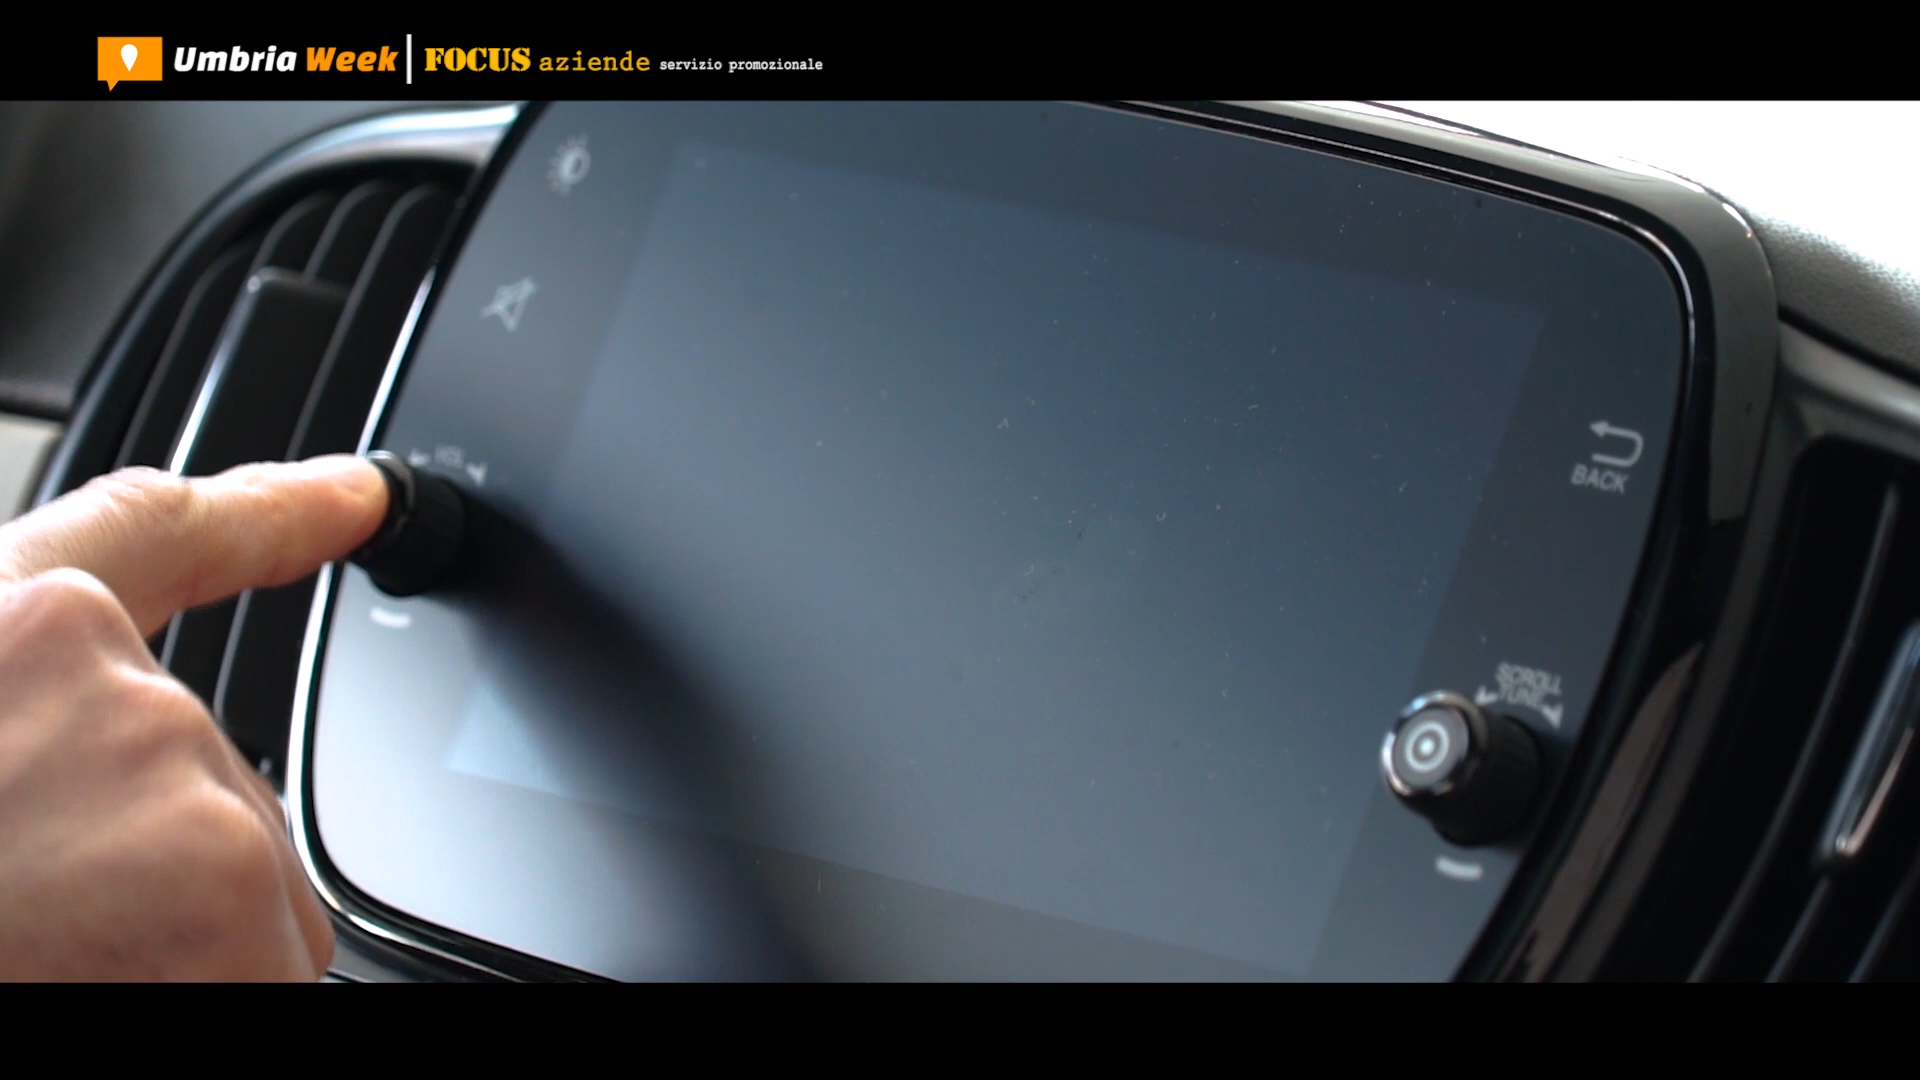 Umbria Week FOCUS aziende servizio promozionale
VOL
BACK
SCROLL
TUNE